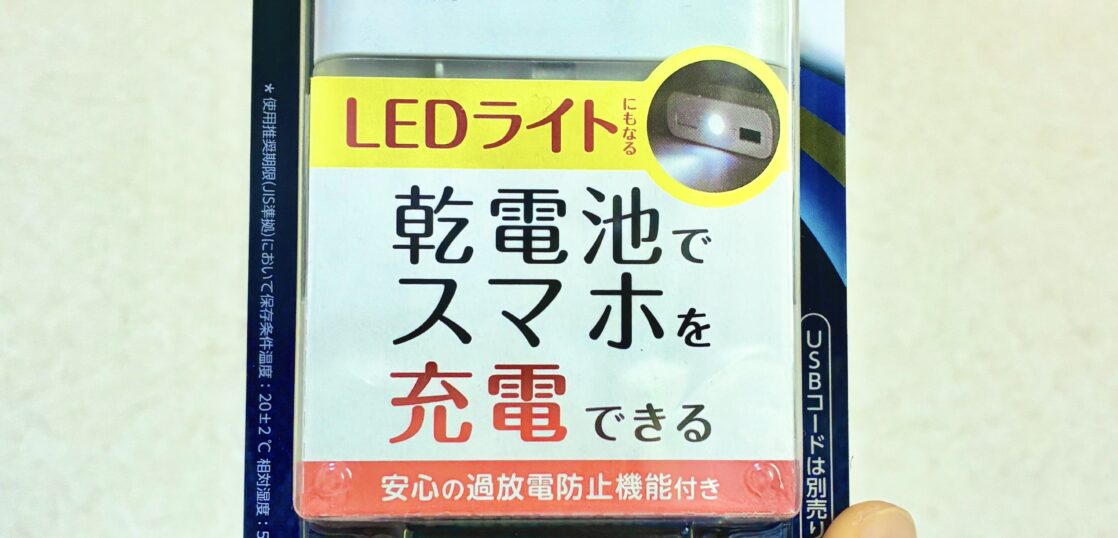 LEDライトにもなる
乾電池で
スマホを
充電できる
安心の過放電防止機能付き
*使用推奨期限(JIS準拠)において保存条件温度:20±2℃ 相対湿度:5
USBコードは別売り